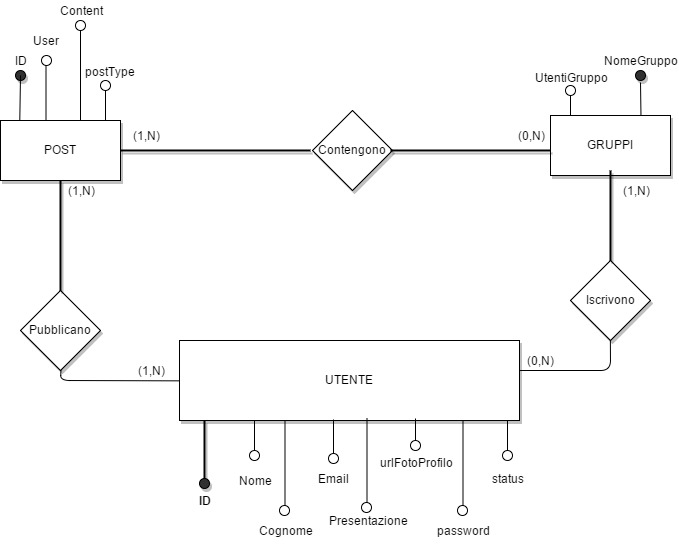 Content
User
ID
postType
NomeGruppo
UtentiGruppo
(1,N)
(0,N)
POST
Contengono
GRUPPI
(1,N)
(1,N)
Iscrivono
Pubblicano
(1,N)
(0,N)
UTENTE
urlFotoProfilo
Nome
Email
status
ID
Presentazione
Cognome
password